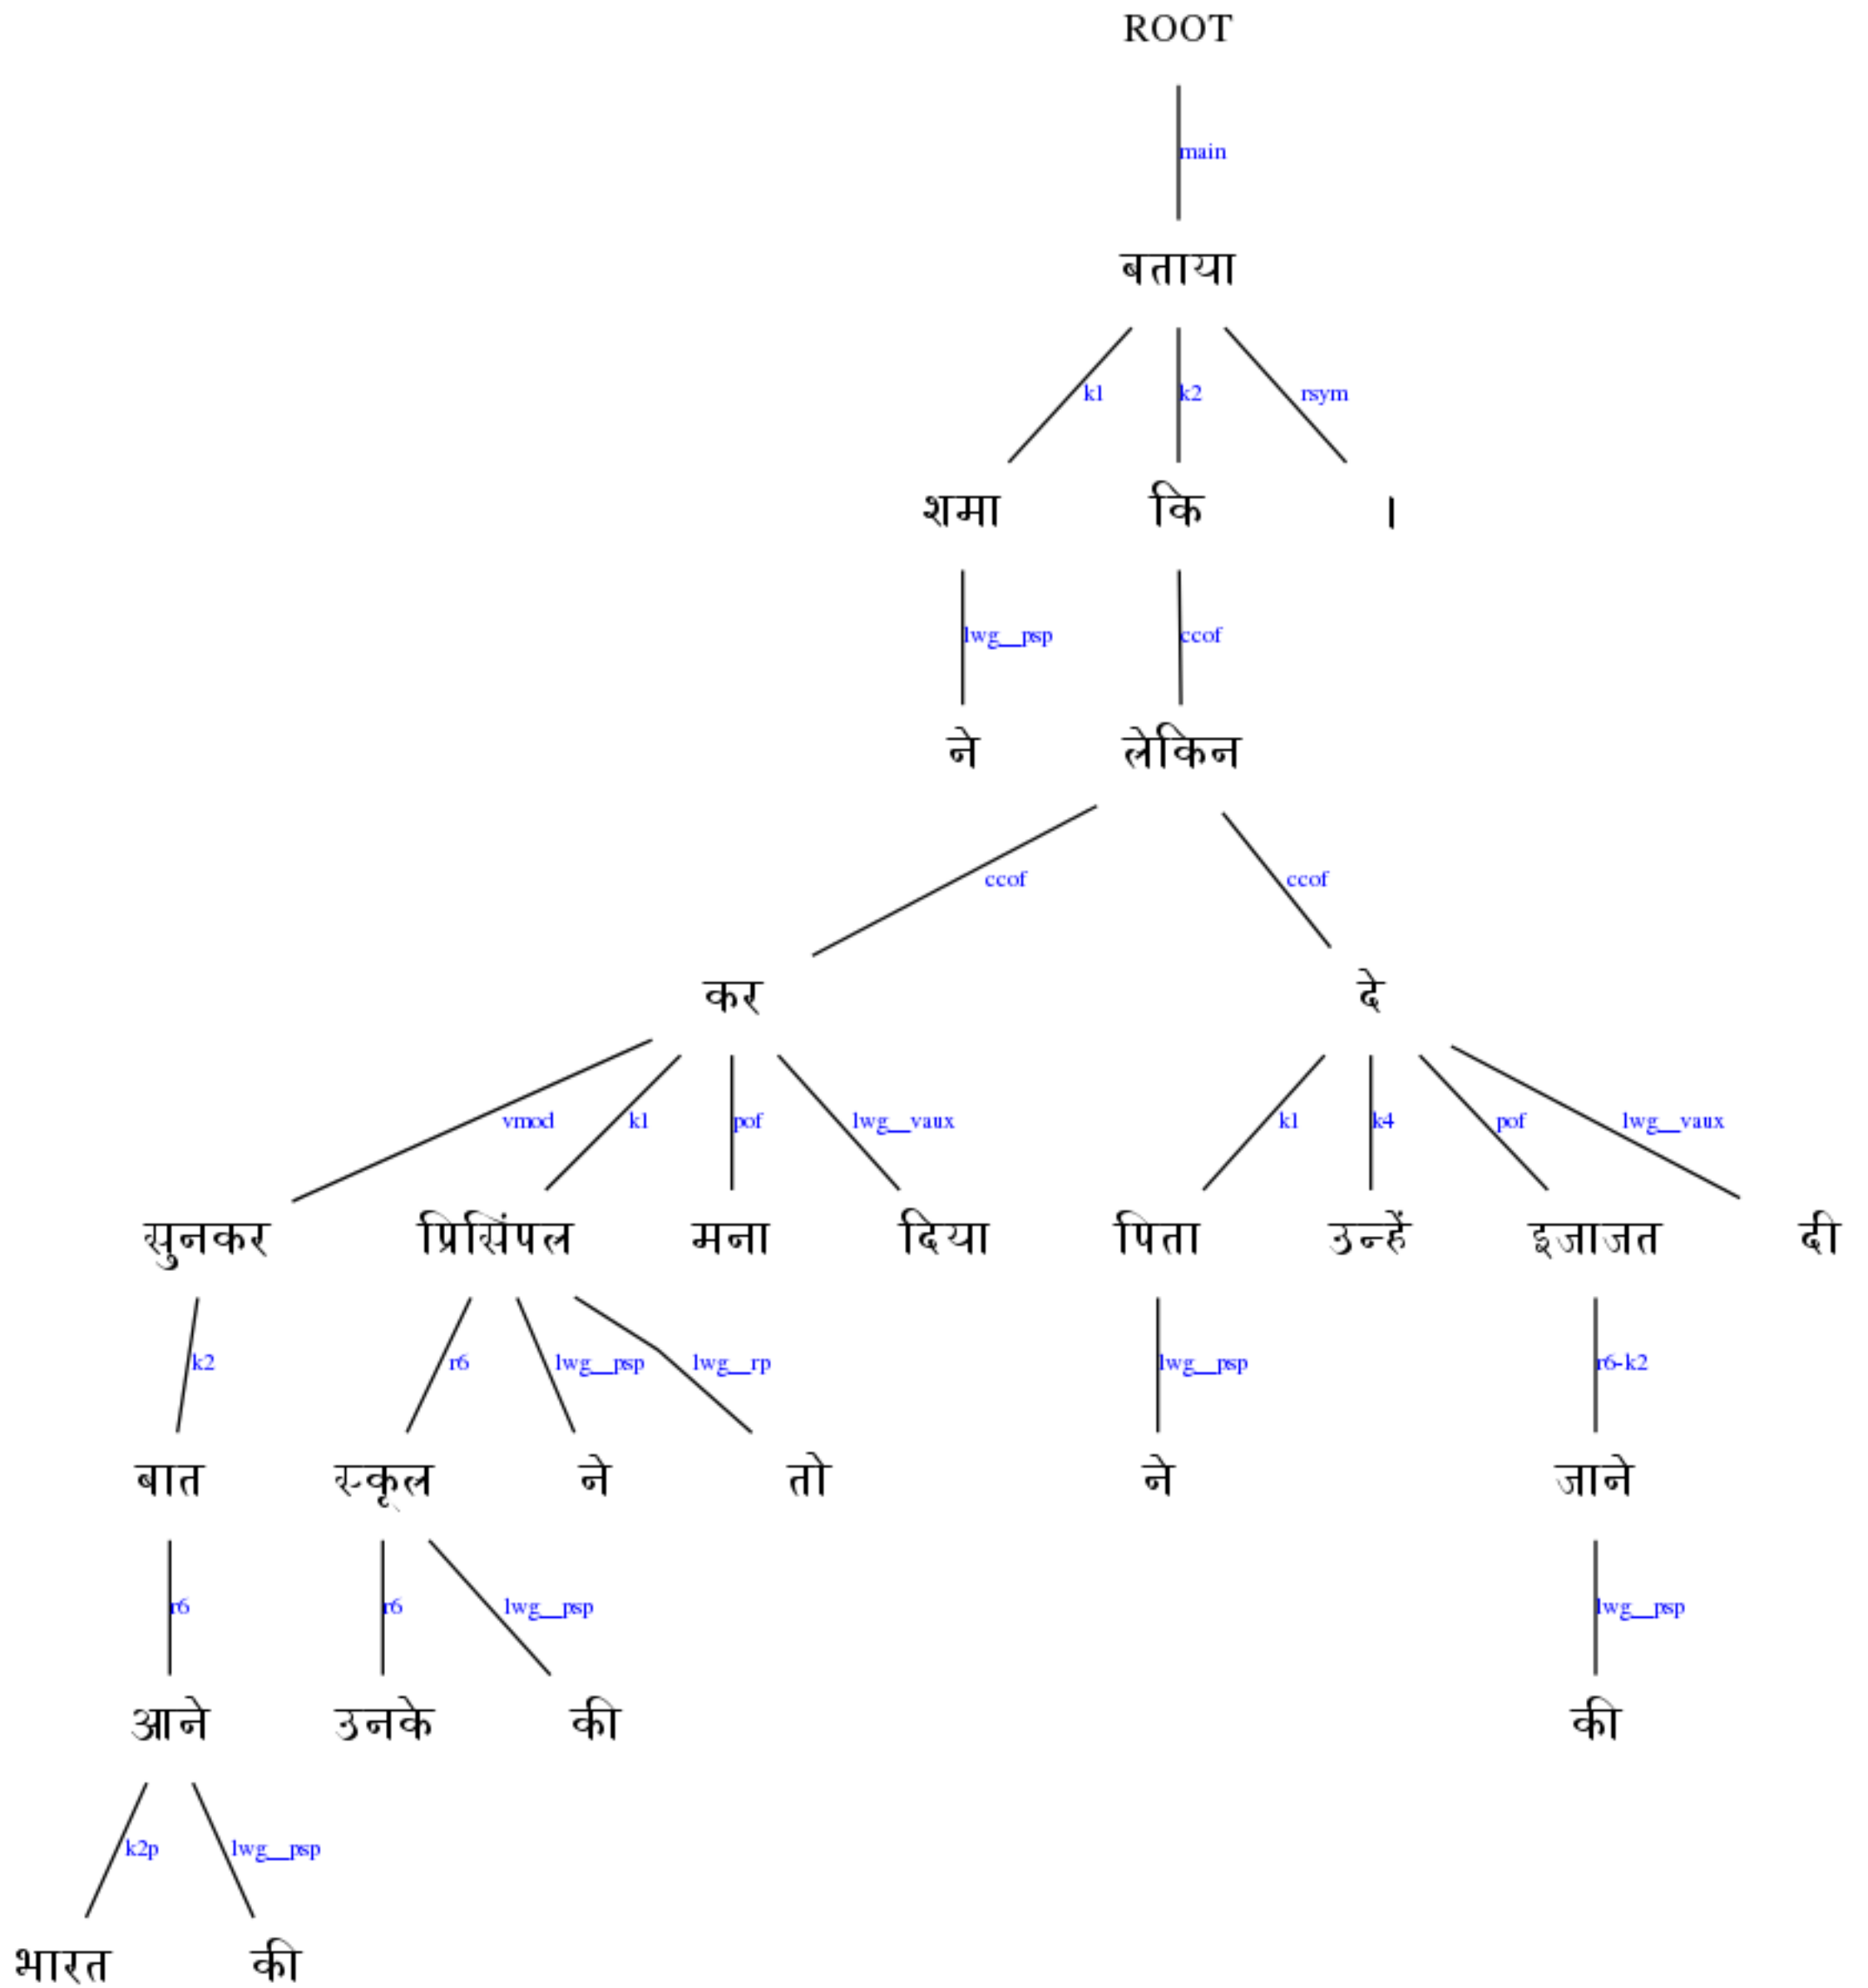 ROOT
main
बताया
k1 k2 rsym
शमा कि ।
lwg__psp ccof
ने लेकिन
ccof ccof
कर दे
vmod k1 pof lwg__vaux k1 k4 pof lwg__vaux
सुनकर प्रिसिंपल मना दिया पिता उन्हें इजाजत दी
k2 r6 lwg__psp lwg__rp lwg__psp r6-k2
बात स्कूल ने तो ने जाने
r6 r6 lwg__psp lwg__psp
आने उनके की की
k2p lwg__psp
भारत की